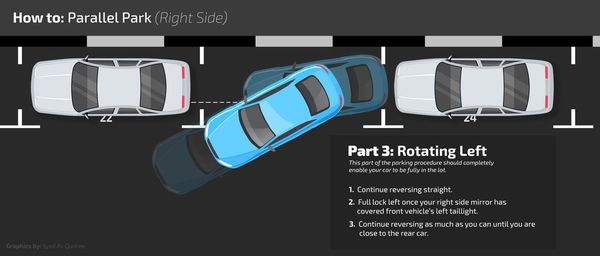 How to: Parallel Park (Right Side)
22
24
Part 3: Rotating Left
This part of the parking procedure should completely
enable your car to be fully in the lot.
1. Continue reversing straight.
2. Full lock left once your right side mirror has
covered front vehicle's left taillight.
3. Continue reversing as much as you can until you are
close to the rear car.
Graphics by: